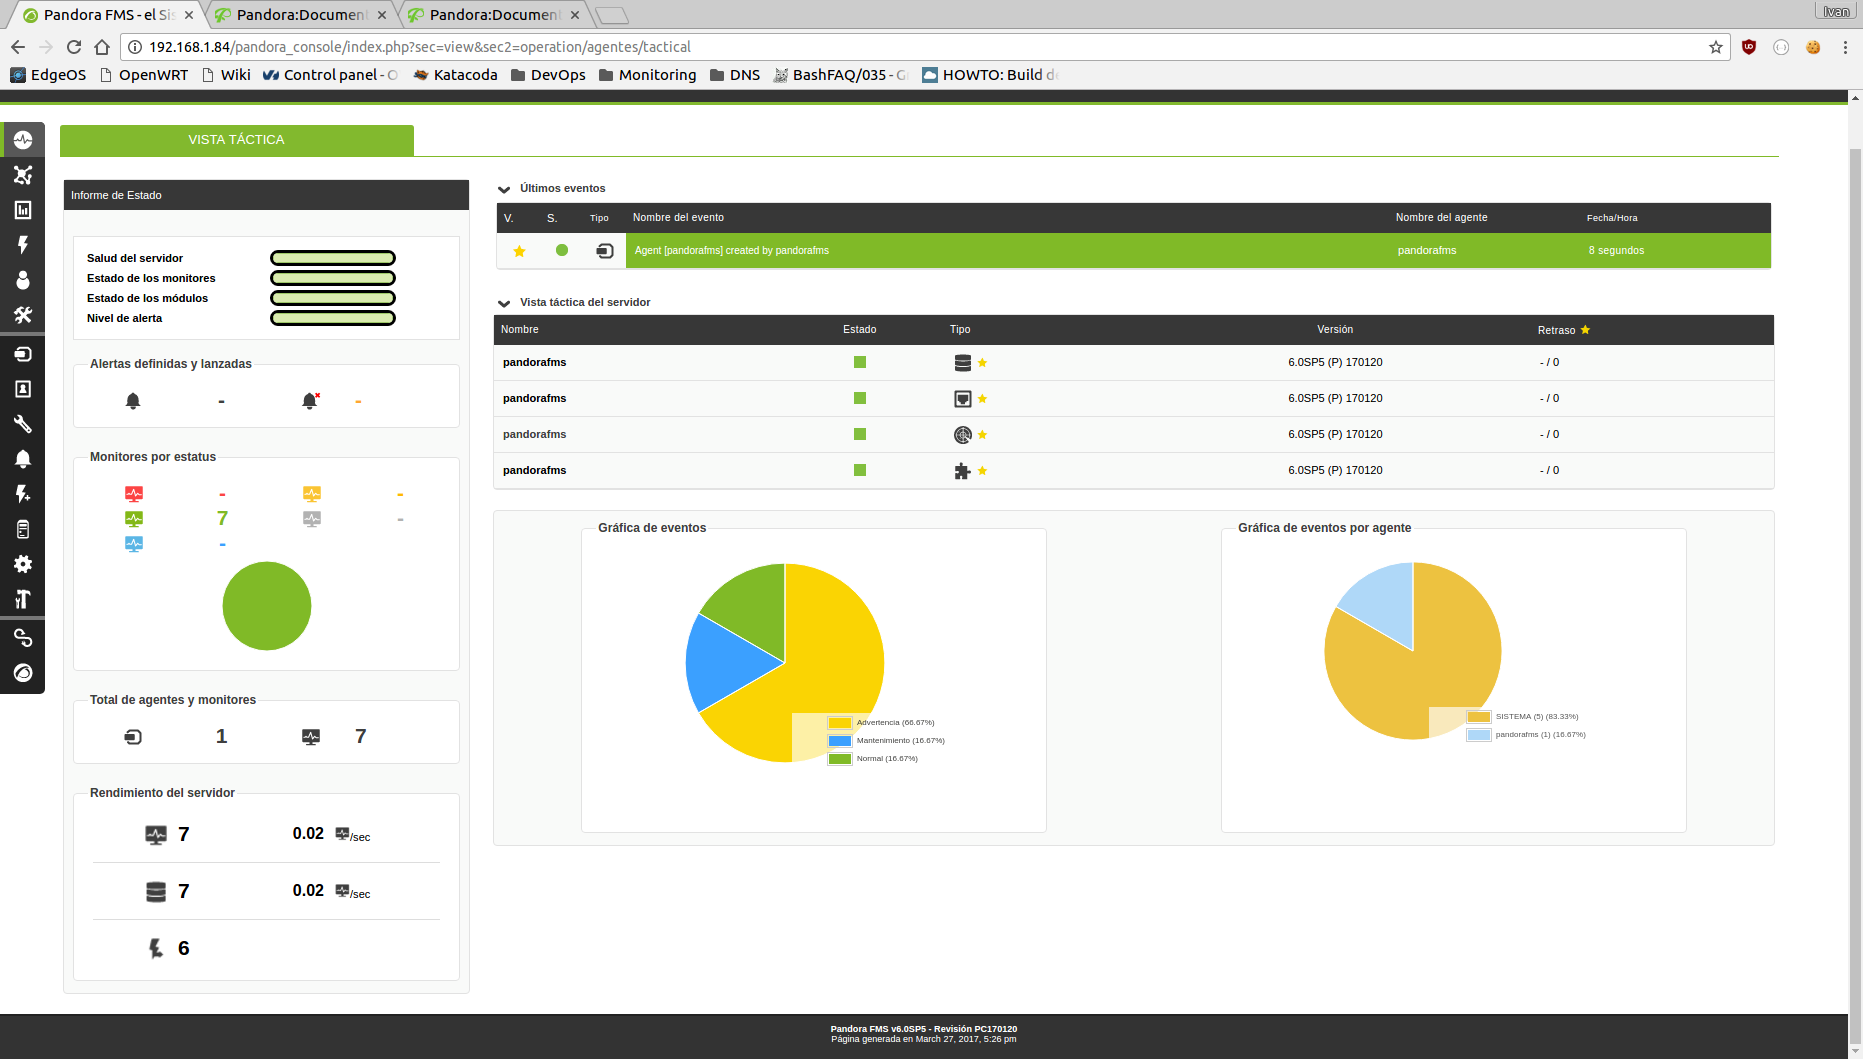 Pandora FMS - el Sis
Pandora:Document
Pandora:Document
Ivan
192.168.1.84/pandora_console/index.php?sec=view&sec2=operation/agentes/tactical
EdgeOS OpenWRT Wiki Control panel - O Katacoda DevOps Monitoring DNS BashFAQ/035 - G HOWTO: Build d
VISTA TÁCTICA
Informe de Estado
Salud del servidor
Estado de los monitores
Estado de los módulos
Nivel de alerta
Alertas definidas y lanzadas
- -
Monitores por estatus
- -
7 -
-
Total de agentes y monitores
1 7
Rendimiento del servidor
7 0.02 /sec
7 0.02 /sec
6
Últimos eventos
V. S. Tipo Nombre del evento Nombre del agente Fecha/Hora
Agent [pandorafms] created by pandorafms pandorafms 8 segundos
Vista táctica del servidor
Nombre Estado Tipo Versión Retraso
pandorafms 6.0SP5 (P) 170120 - / 0
pandorafms 6.0SP5 (P) 170120 - / 0
pandorafms 6.0SP5 (P) 170120 - / 0
pandorafms 6.0SP5 (P) 170120 - / 0
Gráfica de eventos
Advertencia (66.67%)
Mantenimiento (16.67%)
Normal (16.67%)
Gráfica de eventos por agente
SISTEMA (5) (83.33%)
pandorafms (1) (16.67%)
Pandora FMS v6.0SP5 - Revisión PC170120
Página generada en March 27, 2017, 5:26 pm